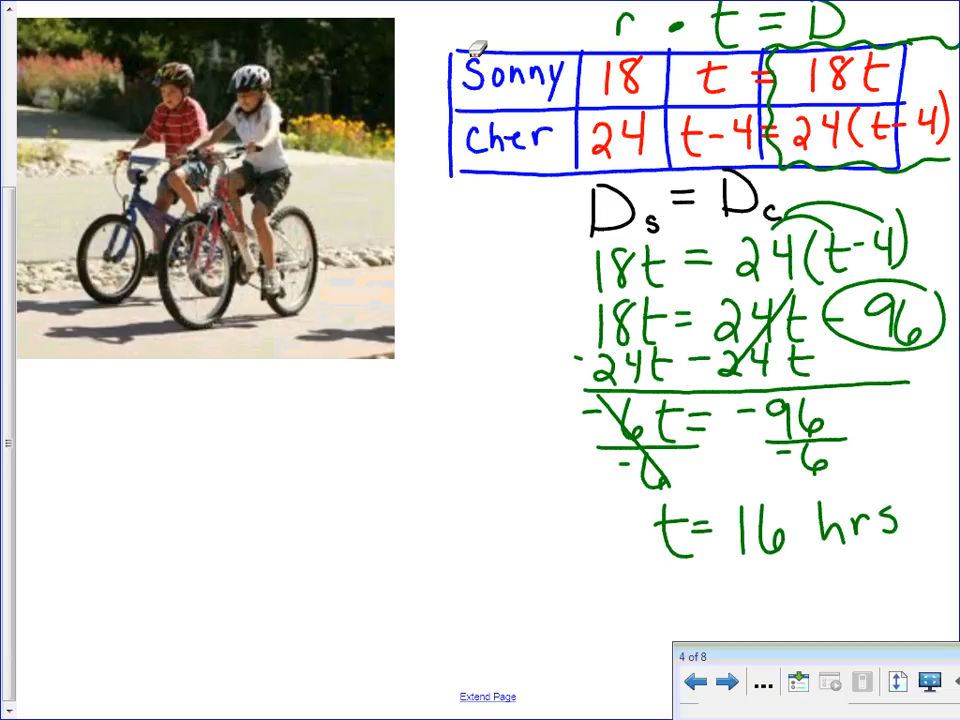 r · t = D
Sonny 18 t = 18t
Cher 24 t-4 = 24(t-4)
Ds = Dc
18t = 24(t-4)
18t = 24t - 96
-24t -24t
-6t = -96
-6 -6
t = 16 hrs
4 of 8
...
Extend Page